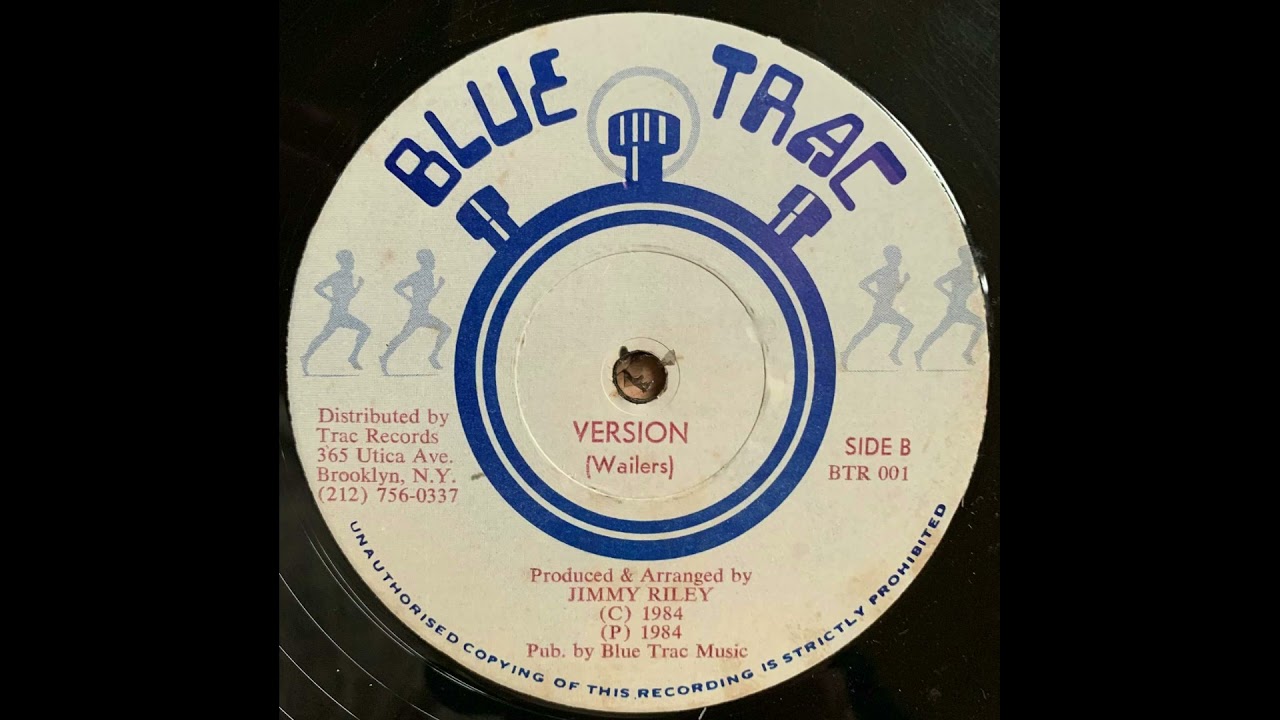 BLUE TRAC
Distributed by
Trac Records
365 Utica Ave.
Brooklyn, N.Y.
(212) 756-0337
VERSION
(Wailers)
SIDE B
BTR 001
Produced & Arranged by
JIMMY RILEY
(C) 1984
(P) 1984
Pub. by Blue Trac Music
UNAUTHORISED COPYING OF THIS RECORDING IS STRICTLY PROHIBITED